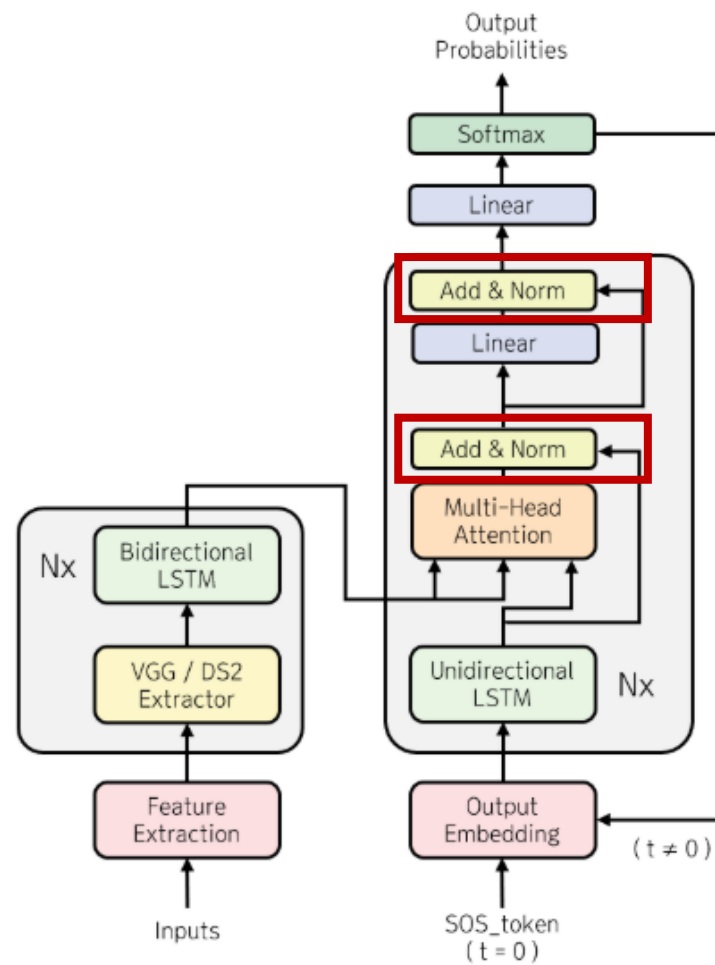 Output
Probabilities
Softmax
Linear
Add & Norm
Linear
Add & Norm
Multi-Head
Attention
Nx
Bidirectional
LSTM
VGG / DS2
Extractor
Unidirectional
LSTM
Nx
Feature
Extraction
Output
Embedding
( t ≠ 0 )
Inputs
SOS_token
( t = 0 )